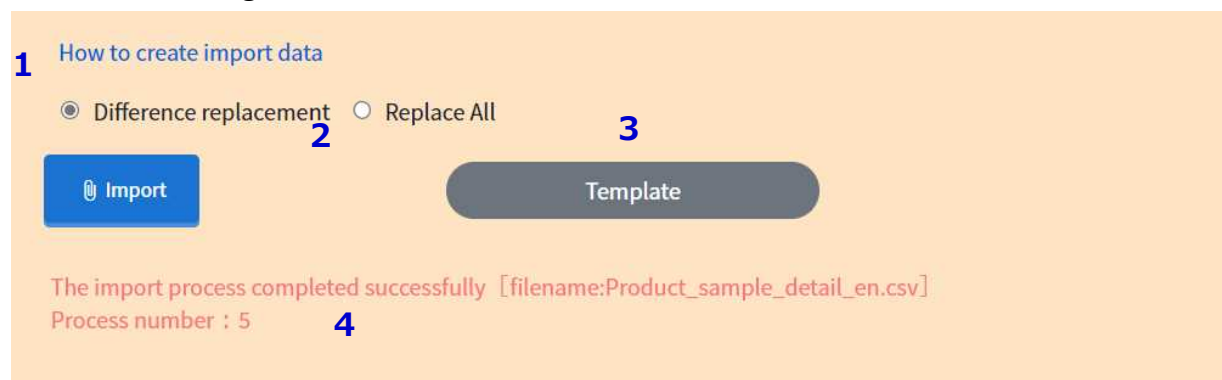 1 How to create import data
Difference replacement Replace All
2 3
Import Template
The import process completed successfully［filename:Product_sample_detail_en.csv］
Process number：5
4